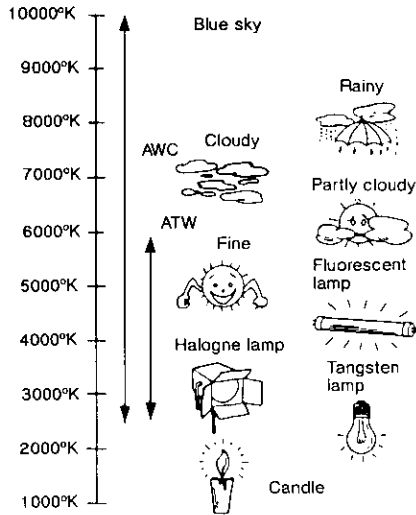 10000°K
Blue sky
9000°K
Rainy
8000°K
AWC
Cloudy
7000°K
Partly cloudy
6000°K
ATW
Fine
5000°K
Fluorescent
lamp
4000°K
Halogne lamp
3000°K
Tangsten
lamp
2000°K
Candle
1000°K